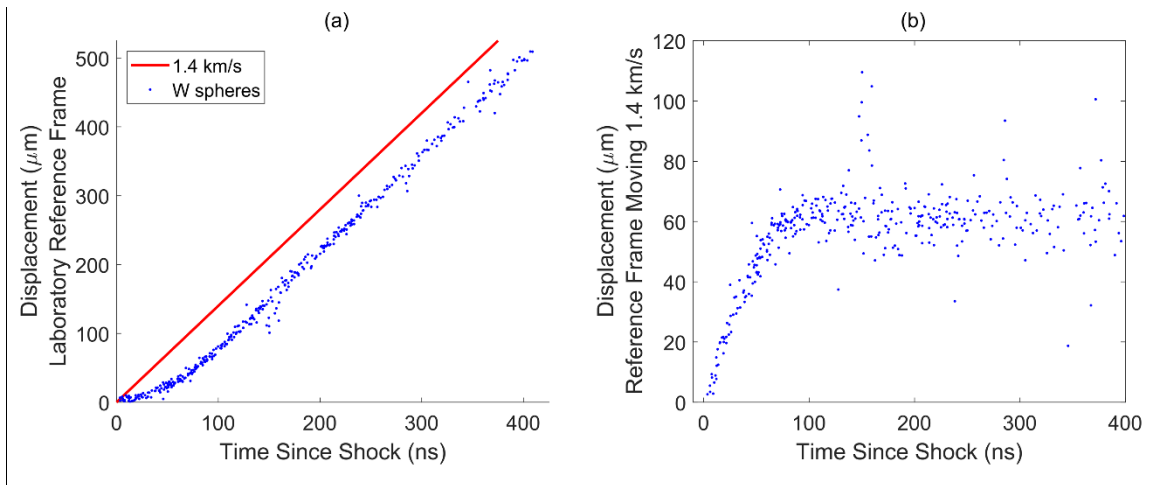 (a)
Displacement (μm)
Laboratory Reference Frame
500
400
300
200
100
0
1.4 km/s
W spheres
0 100 200 300 400
Time Since Shock (ns)
(b)
Displacement (μm)
Reference Frame Moving 1.4 km/s
120
100
80
60
40
20
0
0 100 200 300 400
Time Since Shock (ns)